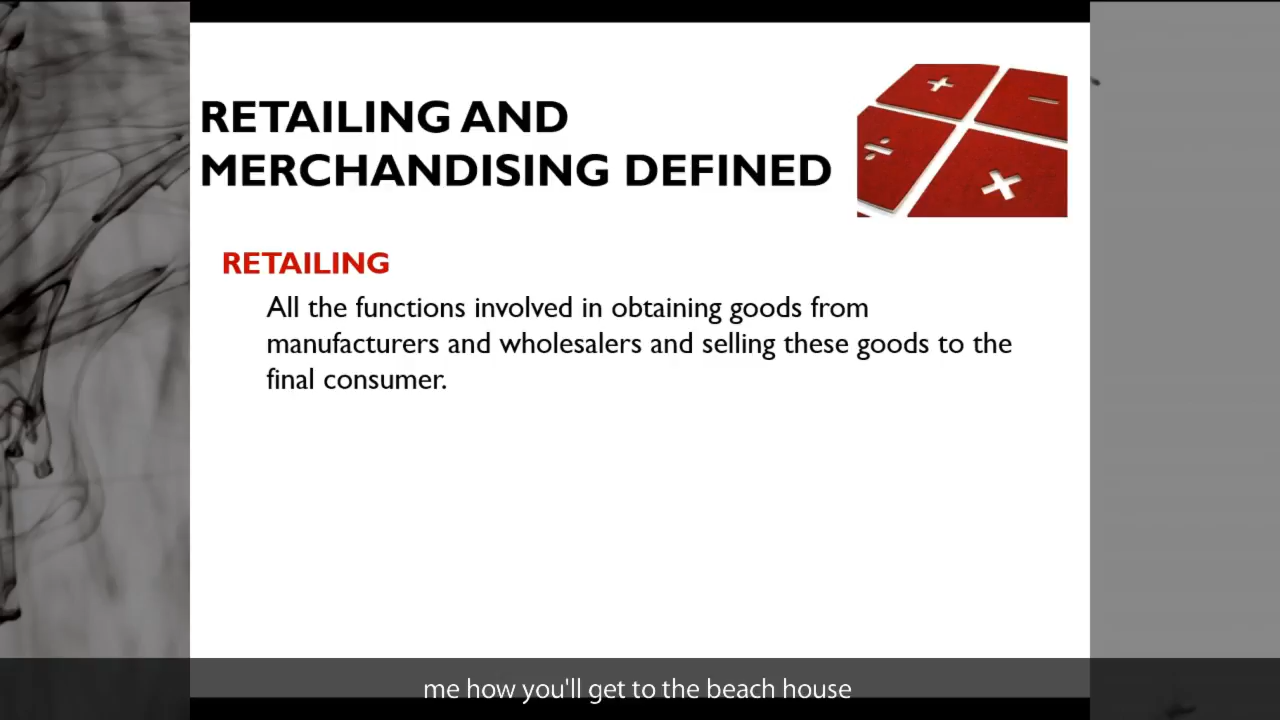 RETAILING AND
MERCHANDISING DEFINED
RETAILING
All the functions involved in obtaining goods from
manufacturers and wholesalers and selling these goods to the
final consumer.
me how you'll get to the beach house